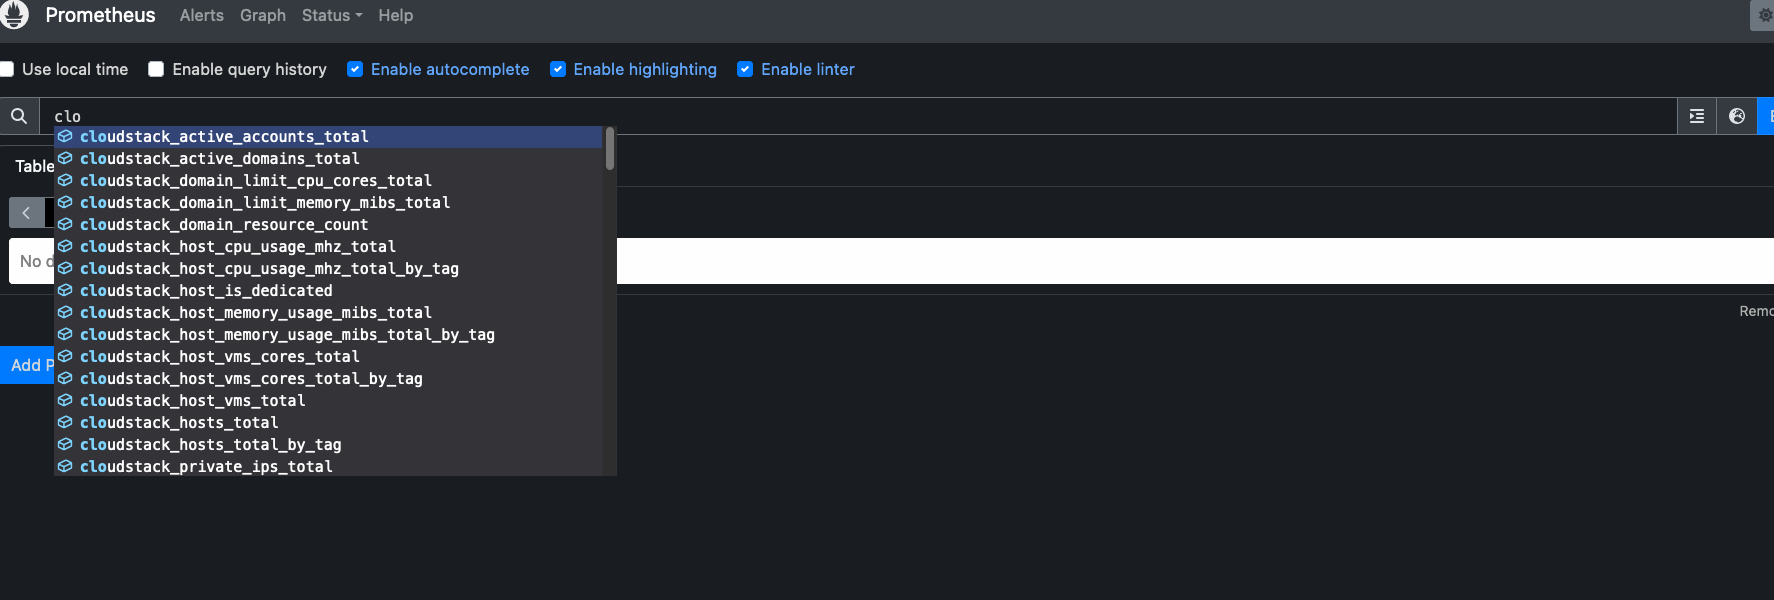 Prometheus Alerts Graph Status Help
Use local time Enable query history Enable autocomplete Enable highlighting Enable linter
clo
cloudstack_active_accounts_total
cloudstack_active_domains_total
Table
cloudstack_domain_limit_cpu_cores_total
cloudstack_domain_limit_memory_mibs_total
cloudstack_domain_resource_count
cloudstack_host_cpu_usage_mhz_total
No d
cloudstack_host_cpu_usage_mhz_total_by_tag
cloudstack_host_is_dedicated
cloudstack_host_memory_usage_mibs_total
Remo
cloudstack_host_memory_usage_mibs_total_by_tag
cloudstack_host_vms_cores_total
Add P
cloudstack_host_vms_cores_total_by_tag
cloudstack_host_vms_total
cloudstack_hosts_total
cloudstack_hosts_total_by_tag
cloudstack_private_ips_total